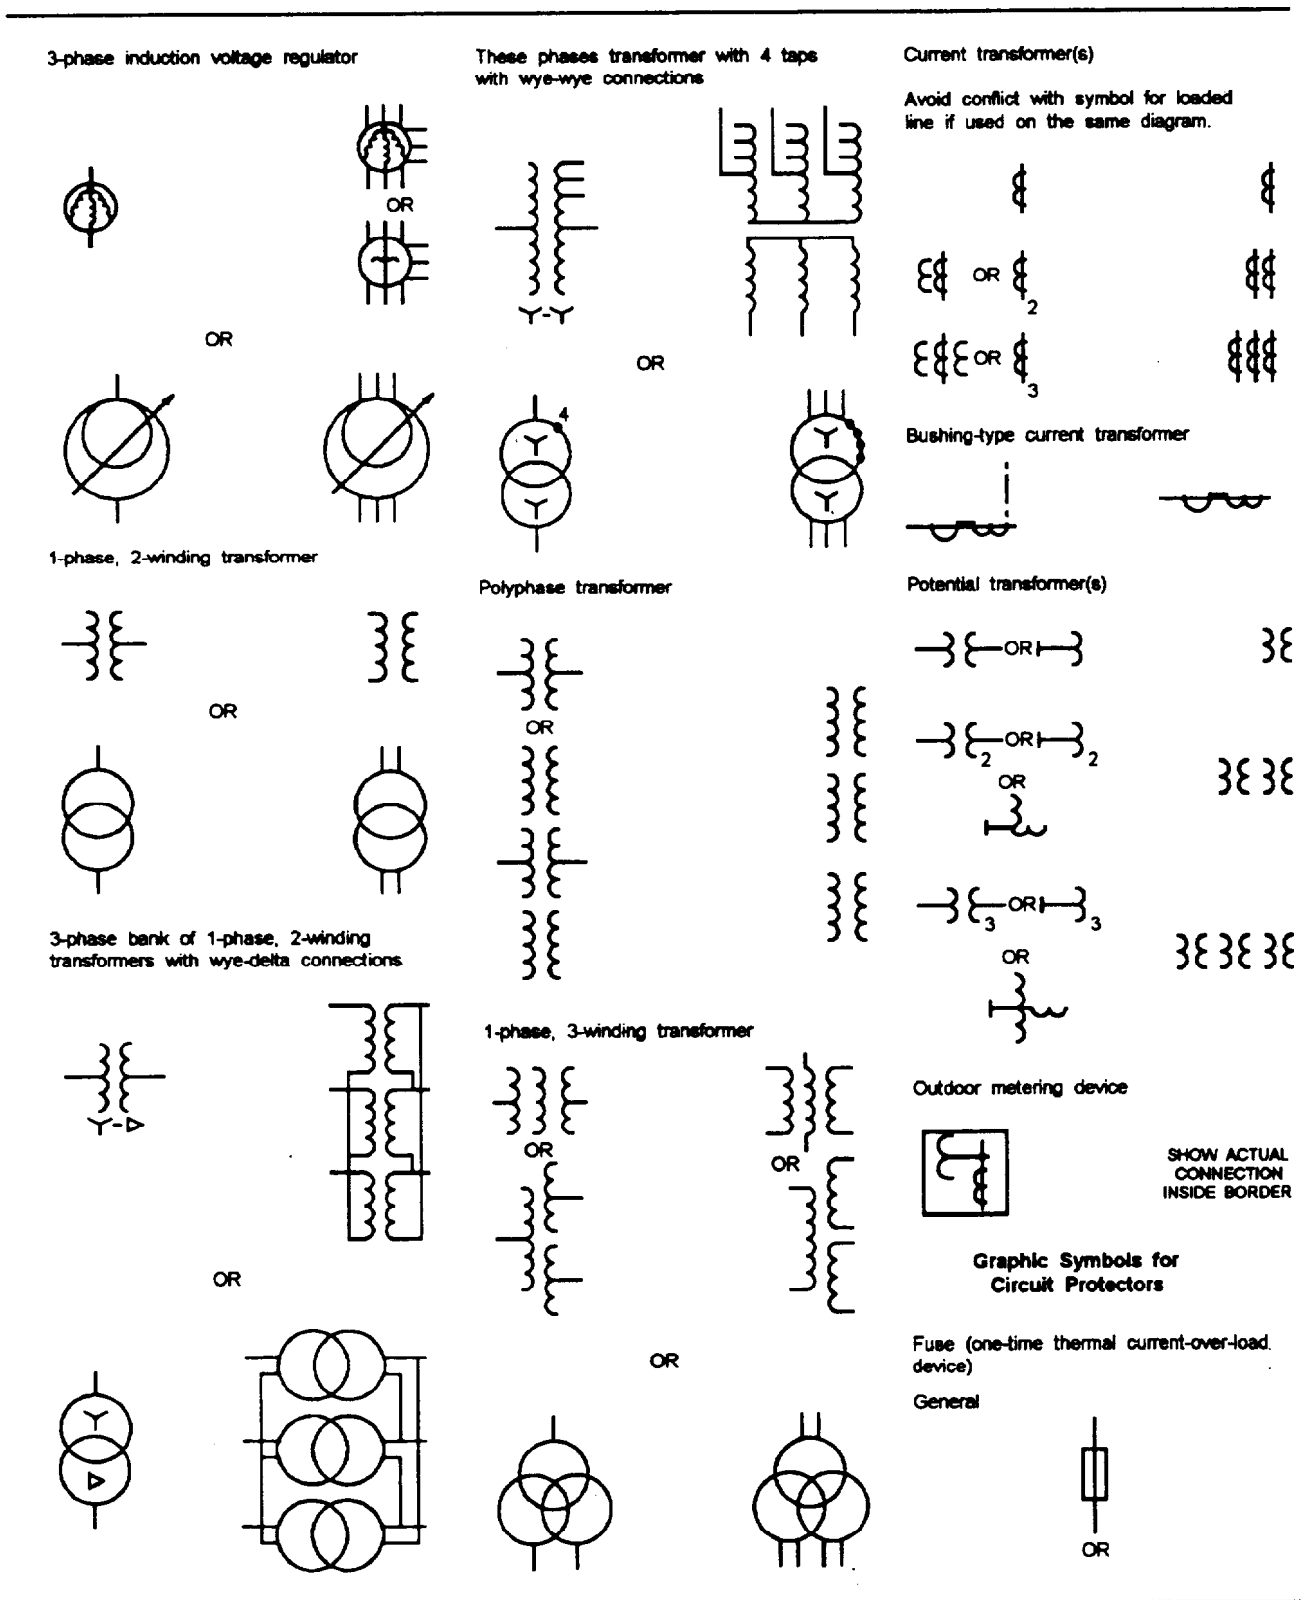 3-phase induction voltage regulator
OR
OR
1-phase, 2-winding transformer
OR
3-phase bank of 1-phase, 2-winding
transformers with wye-delta connections
OR
These phases transformer with 4 taps
with wye-wye connections
OR
4
Polyphase transformer
OR
1-phase, 3-winding transformer
OR
OR
OR
Current transformer(s)
Avoid conflict with symbol for loaded
line if used on the same diagram.
OR 2
OR 3
Bushing-type current transformer
Potential transformer(s)
OR
2 OR 2
OR
3 OR 3
OR
Outdoor metering device
SHOW ACTUAL
CONNECTION
INSIDE BORDER
Graphic Symbols for
Circuit Protectors
Fuse (one-time thermal current-over-load
device)
General
OR